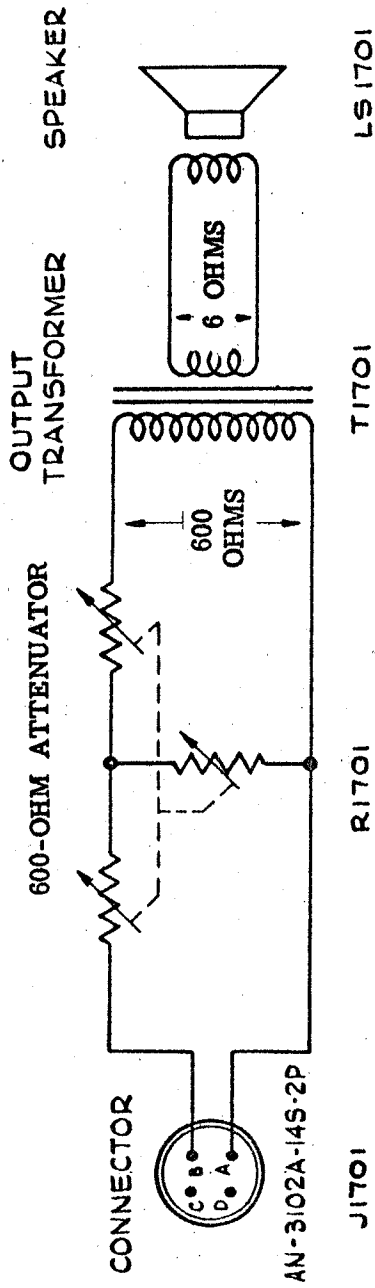 CONNECTOR
600-OHM ATTENUATOR
OUTPUT
TRANSFORMER
SPEAKER
C B
D A
600
OHMS
6 OHMS
AN-3102A-14S-2P
J1701
R1701
T1701
LS1701